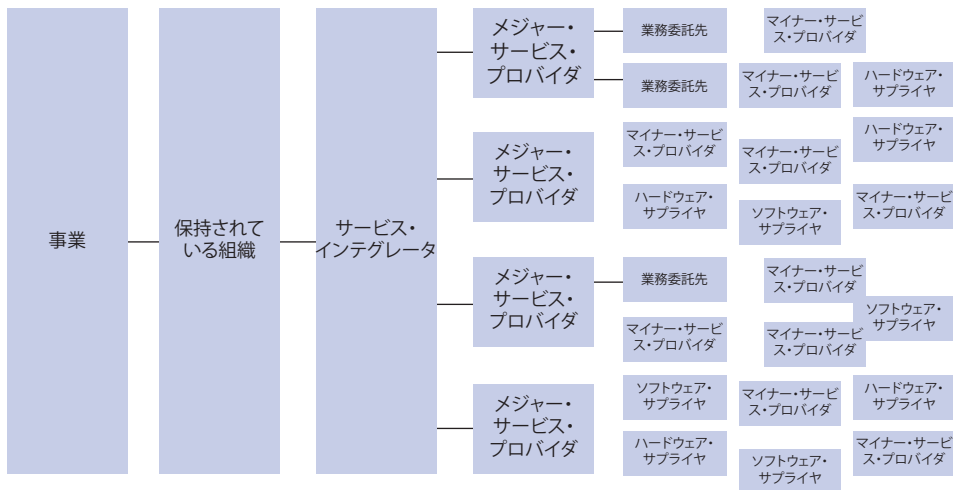 事業
保持されて
いる組織
サービス・
インテグレータ
メジャー・
サービス・
プロバイダ
業務委託先
マイナー・サービ
ス・プロバイダ
業務委託先
マイナー・サービ
ス・プロバイダ
ハードウェア・
サプライヤ
メジャー・
サービス・
プロバイダ
マイナー・サービ
ス・プロバイダ
マイナー・サービ
ス・プロバイダ
ハードウェア・
サプライヤ
ハードウェア・
サプライヤ
ソフトウェア・
サプライヤ
マイナー・サービ
ス・プロバイダ
メジャー・
サービス・
プロバイダ
業務委託先
マイナー・サービ
ス・プロバイダ
ソフトウェア・
サプライヤ
マイナー・サービ
ス・プロバイダ
マイナー・サービ
ス・プロバイダ
メジャー・
サービス・
プロバイダ
ソフトウェア・
サプライヤ
マイナー・サービ
ス・プロバイダ
ハードウェア・
サプライヤ
ハードウェア・
サプライヤ
ソフトウェア・
サプライヤ
マイナー・サービ
ス・プロバイダ